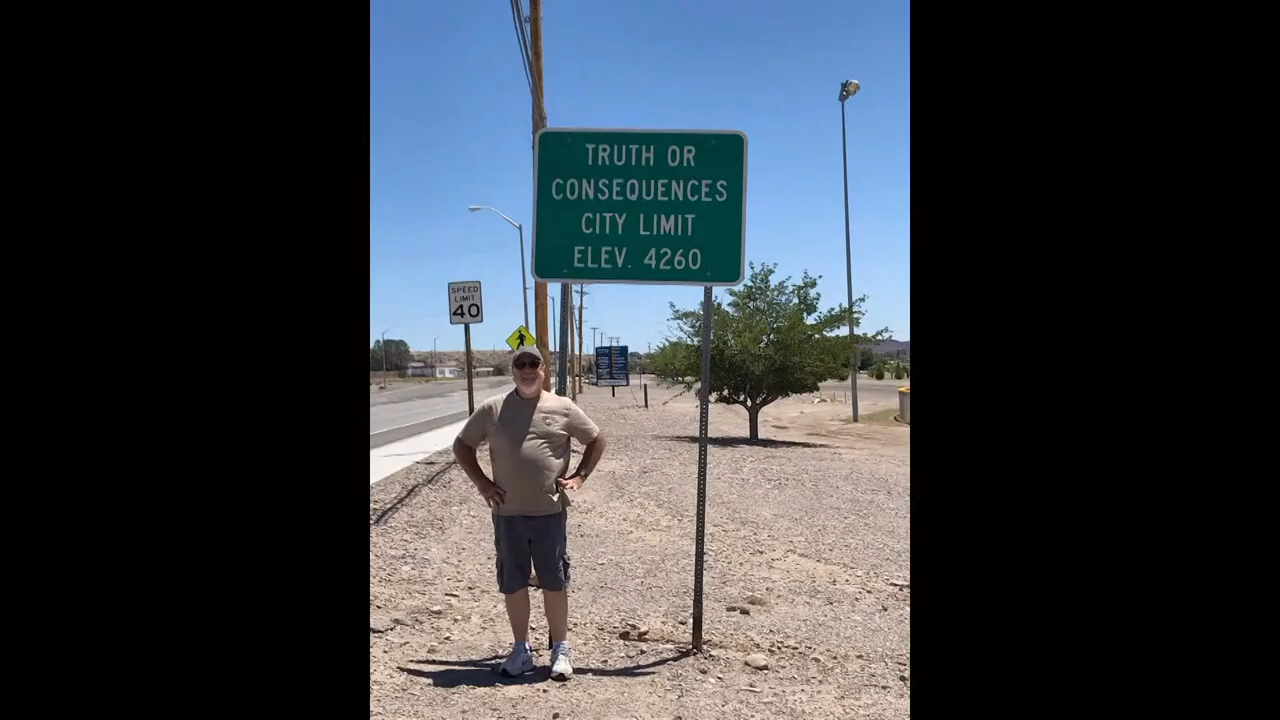 TRUTH OR
CONSEQUENCES
CITY LIMIT
ELEV. 4260
SPEED
LIMIT
40